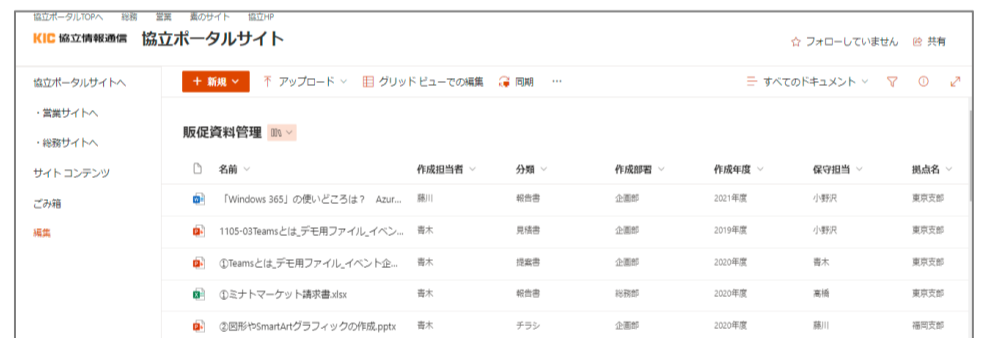 協立ポータルTOPへ 総務 営業 裏のサイト 協立HP
KIC 協立情報通信 協立ポータルサイト
フォローしていません 共有
協立ポータルサイトへ
・営業サイトへ
・総務サイトへ
サイト コンテンツ
ごみ箱
編集
+ 新規 アップロード グリッド ビューでの編集 同期 … すべてのドキュメント
販促資料管理
名前 作成担当者 分類 作成部署 作成年度 保守担当 拠点名
「Windows 365」の使いどころは? Azur... 藤川 報告書 企画部 2021年度 小野沢 東京支部
1105-03Teamsとは_デモ用ファイル_イベン... 青木 見積書 企画部 2019年度 小野沢 東京支部
①Teamsとは_デモ用ファイル_イベント企... 青木 提案書 企画部 2020年度 青木 東京支部
①ミナトマーケット請求書.xlsx 青木 報告書 総務部 2020年度 高橋 東京支部
②図形やSmartArtグラフィックの作成.pptx 青木 チラシ 企画部 2020年度 藤川 福岡支部